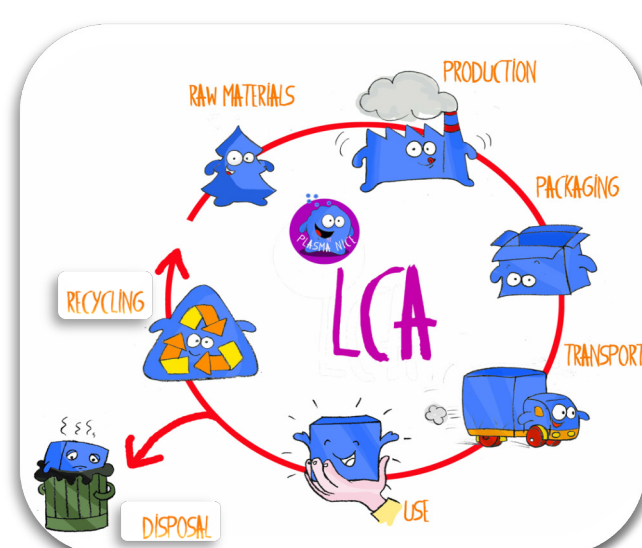 PRODUCTION
RAW MATERIALS
PACKAGING
PLASMA NICE
LCA
RECYCLING
TRANSPORT
USE
DISPOSAL